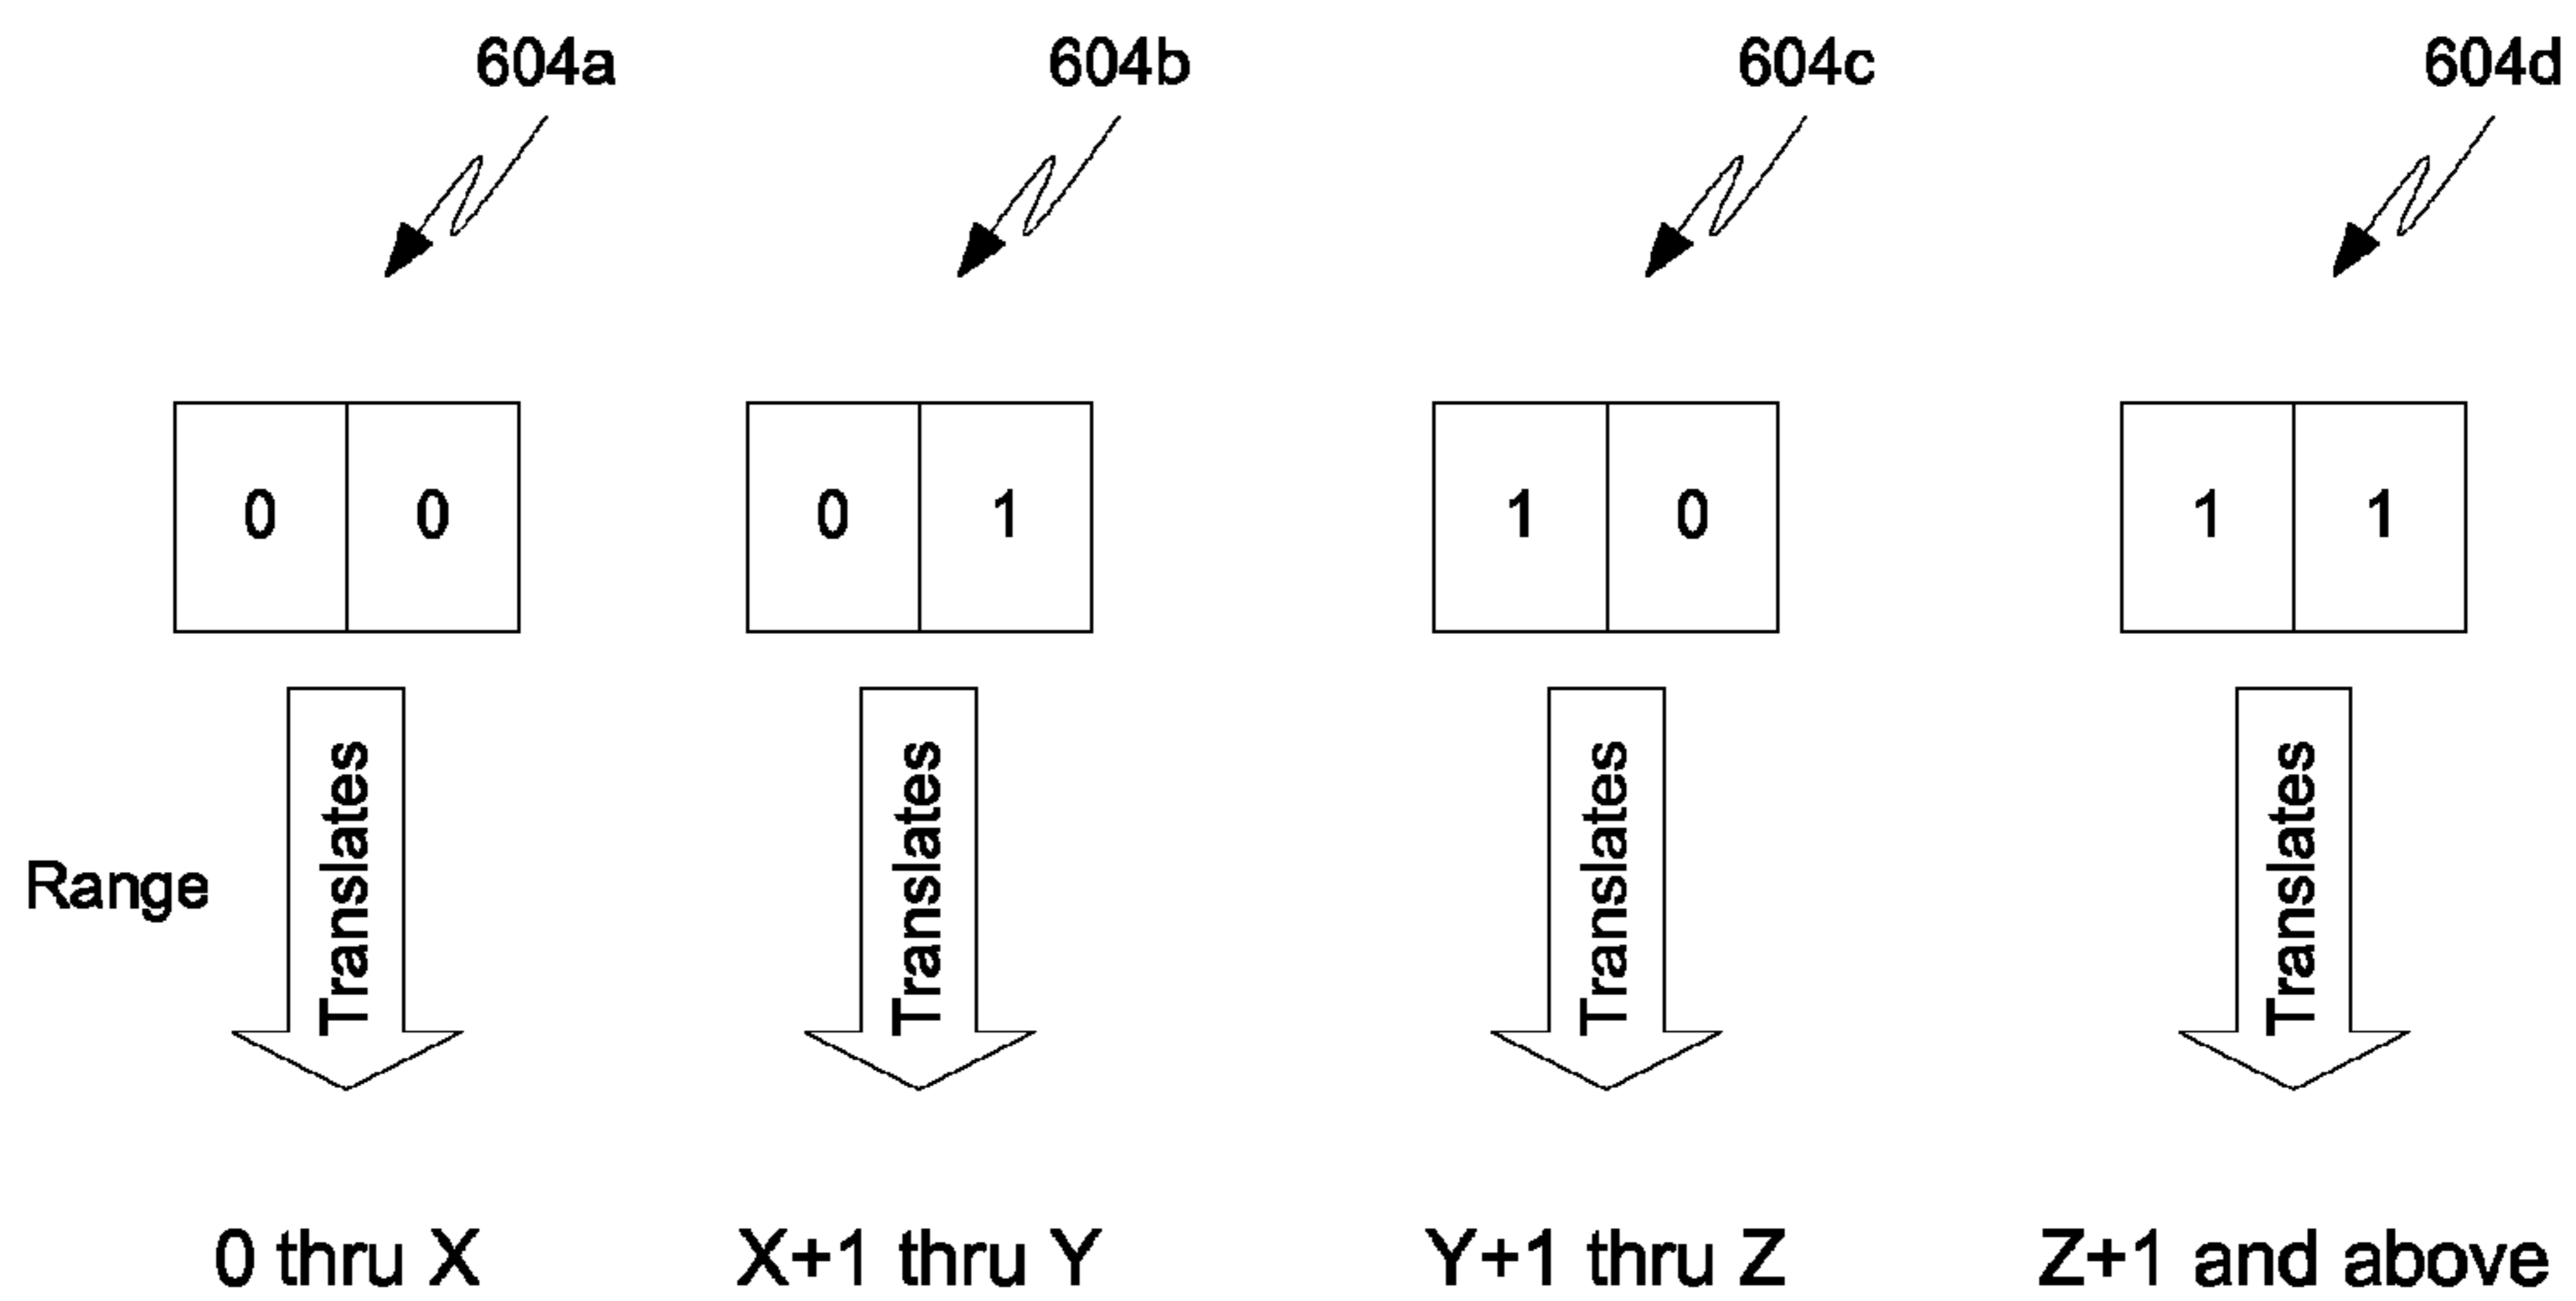 604a 604b 604c 604d
0 0 0 1 1 0 1 1
Range Translates Translates Translates Translates
0 thru X X+1 thru Y Y+1 thru Z Z+1 and above